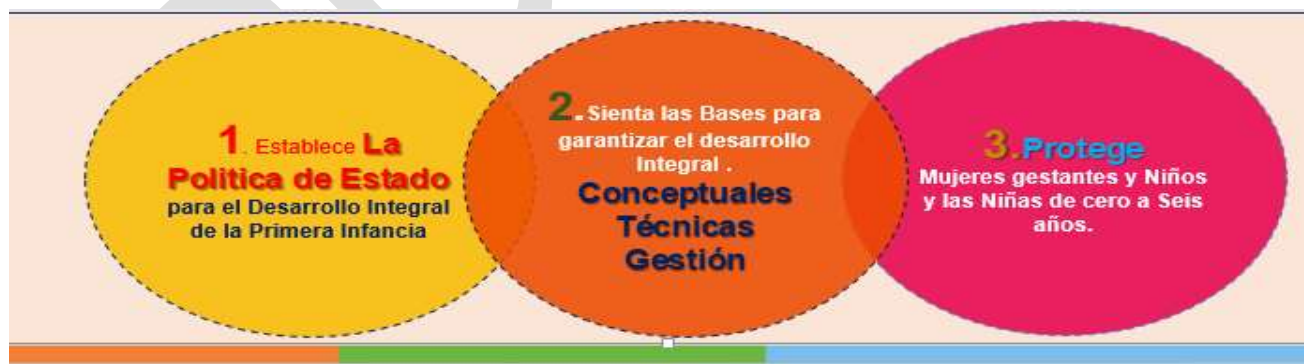 1. Establece La
Politica de Estado
para el Desarrollo Integral
de la Primera Infancia
2. Sienta las Bases para
garantizar el desarrollo
Integral .
Conceptuales
Técnicas
Gestión
3.Protege
Mujeres gestantes y Niños
y las Niñas de cero a Seis
años.